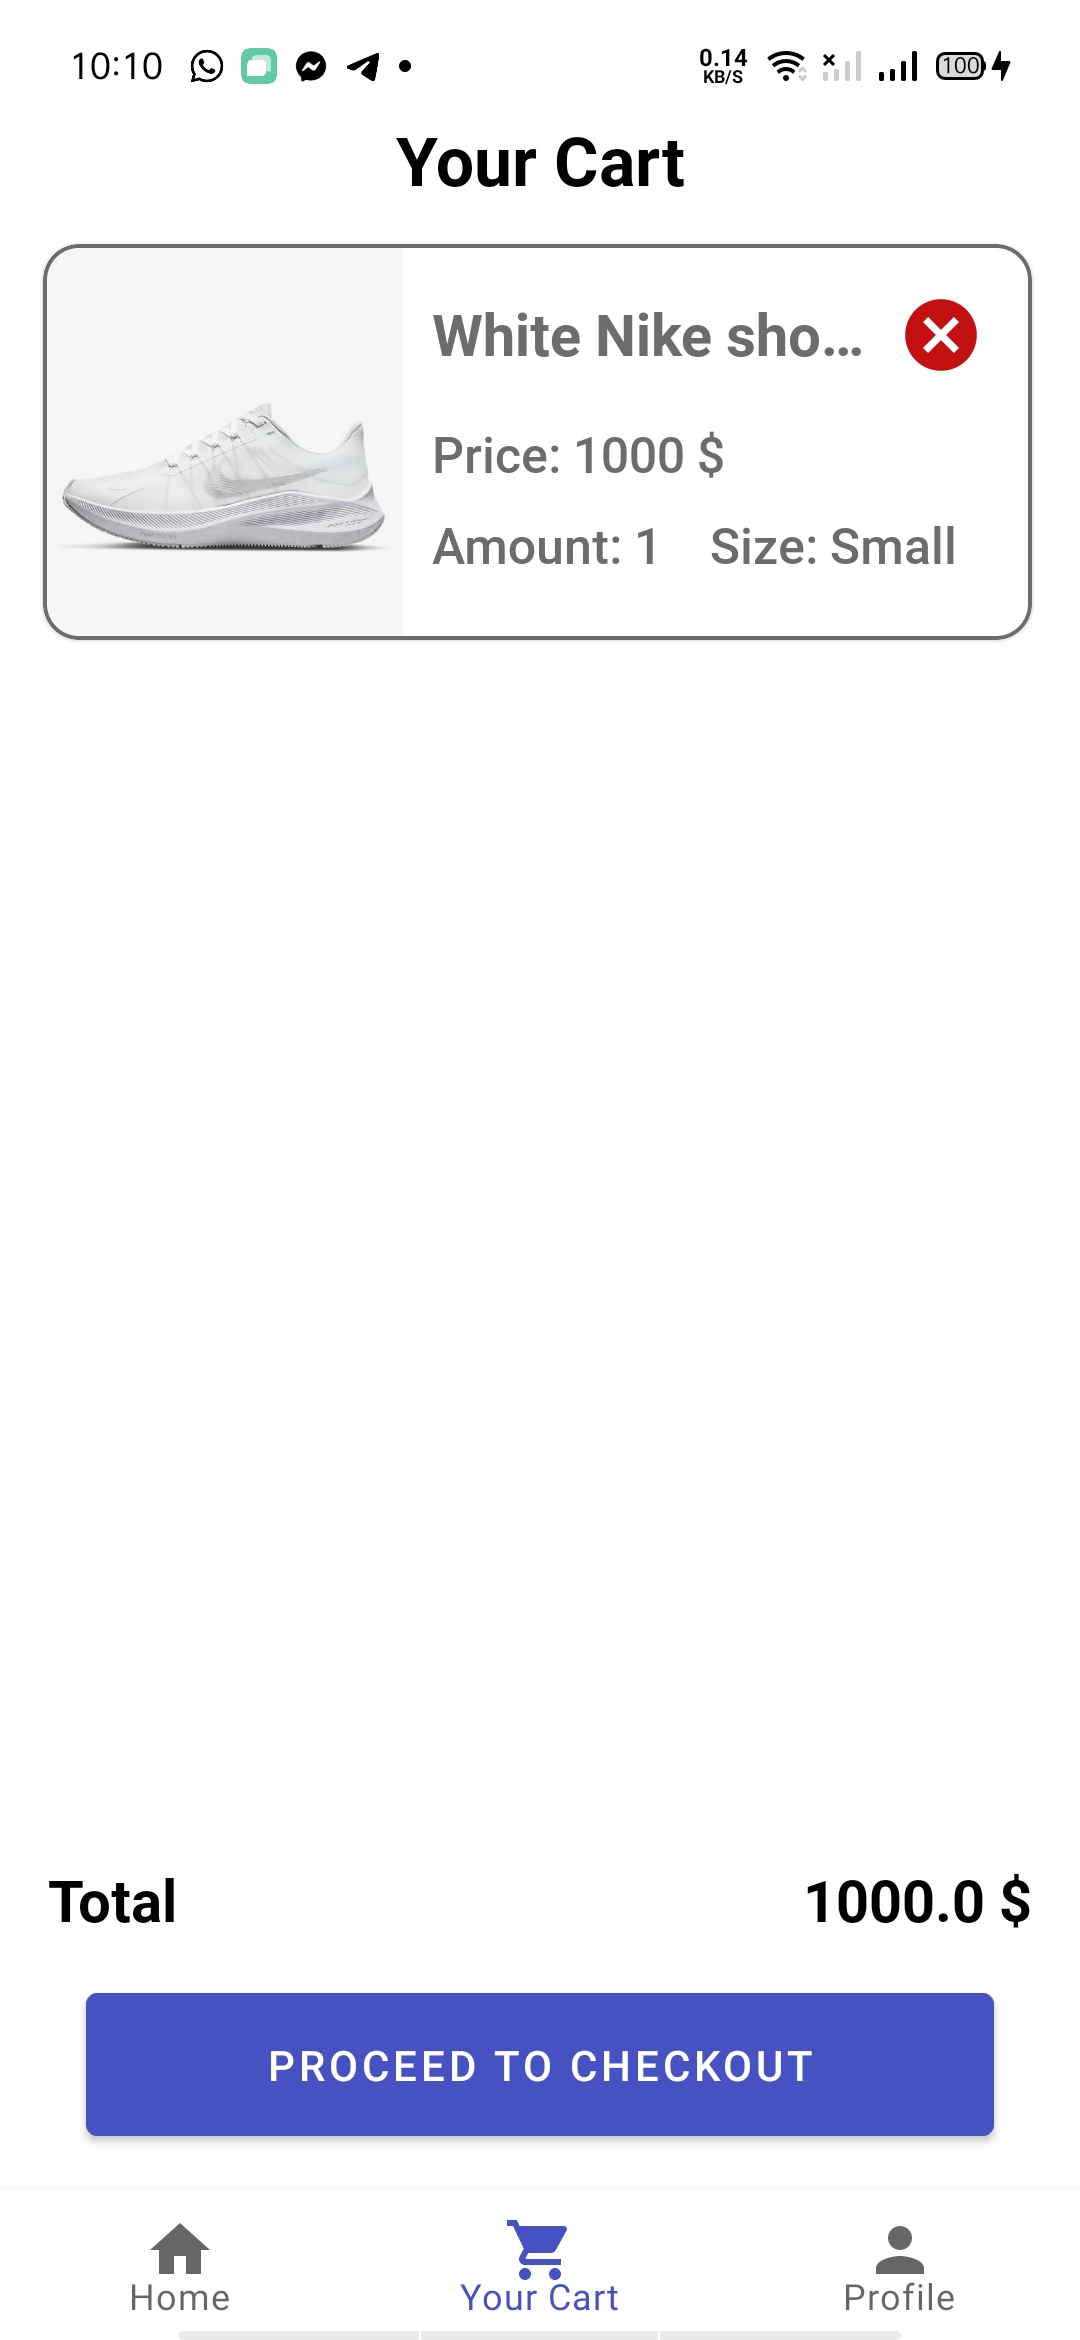 10:10 0.14 KB/S 100
Your Cart
White Nike sho...
Price: 1000 $
Amount: 1 Size: Small
Total 1000.0 $
PROCEED TO CHECKOUT
Home Your Cart Profile